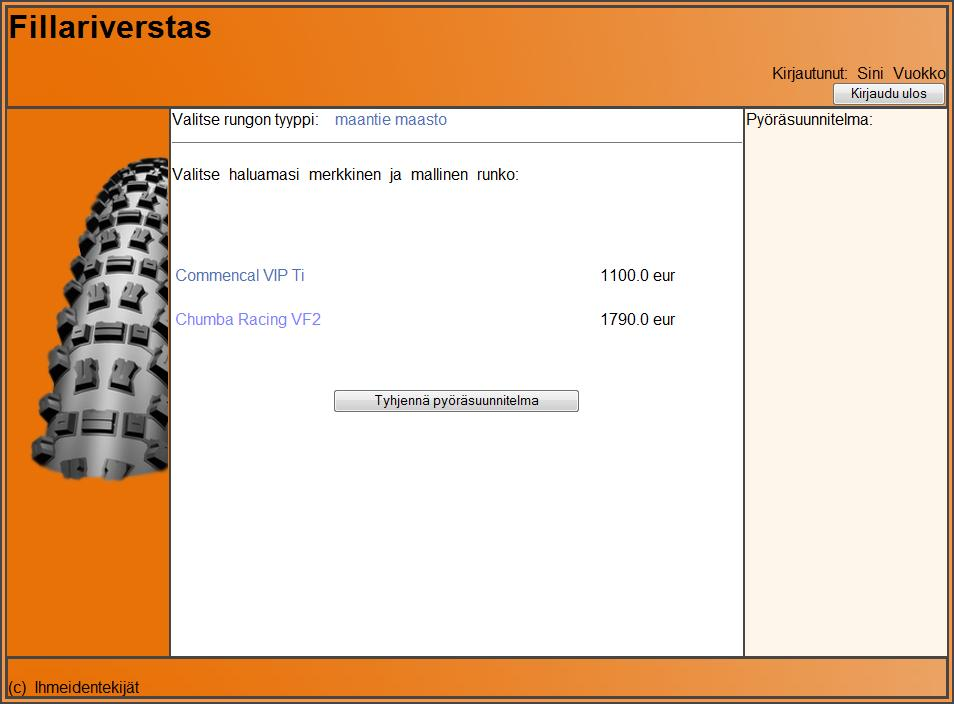 Fillariverstas
Kirjautunut: Sini Vuokko
Kirjaudu ulos
Valitse rungon tyyppi: maantie maasto
Pyöräsuunnitelma:
Valitse haluamasi merkkinen ja mallinen runko:
Commencal VIP Ti 1100.0 eur
Chumba Racing VF2 1790.0 eur
Tyhjennä pyöräsuunnitelma
(c) Ihmeidentekijät